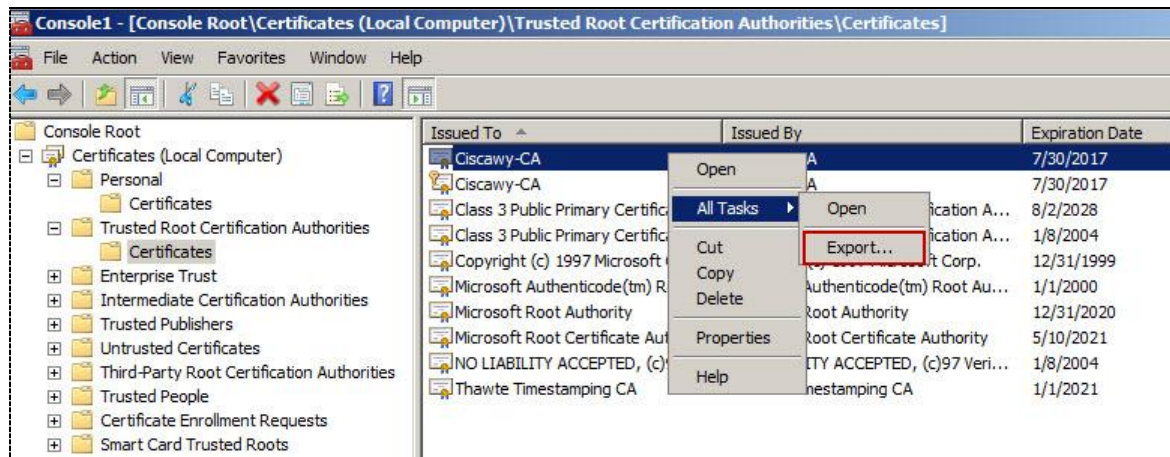 Console1 - [Console Root\Certificates (Local Computer)\Trusted Root Certification Authorities\Certificates]
File Action View Favorites Window Help
Console Root
Certificates (Local Computer)
Personal
Certificates
Trusted Root Certification Authorities
Certificates
Enterprise Trust
Intermediate Certification Authorities
Trusted Publishers
Untrusted Certificates
Third-Party Root Certification Authorities
Trusted People
Certificate Enrollment Requests
Smart Card Trusted Roots
Issued To Issued By Expiration Date
Ciscawy-CA A 7/30/2017
Ciscawy-CA A 7/30/2017
Class 3 Public Primary Certific fication A... 8/2/2028
Class 3 Public Primary Certific fication A... 1/8/2004
Copyright (c) 1997 Microsoft ft Corp. 12/31/1999
Microsoft Authenticode(tm) R Authenticode(tm) Root Au... 1/1/2000
Microsoft Root Authority Root Authority 12/31/2020
Microsoft Root Certificate Aut Root Certificate Authority 5/10/2021
NO LIABILITY ACCEPTED, (c) ITY ACCEPTED, (c)97 Veri... 1/8/2004
Thawte Timestamping CA mestamping CA 1/1/2021
Open
All Tasks
Cut
Copy
Delete
Properties
Help
Open
Export...